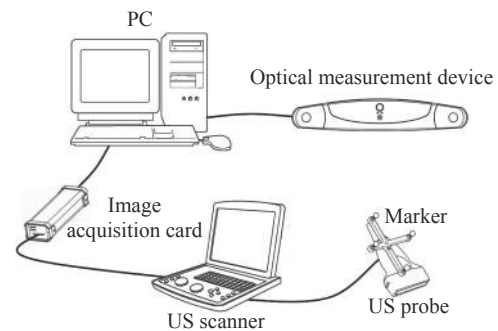 PC
Optical measurement device
Image
acquisition card
Marker
US probe
US scanner